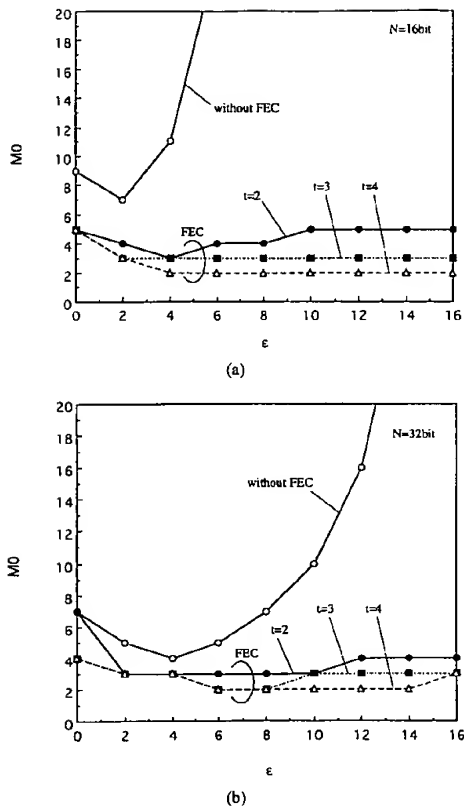 20
18
16
14
12
10
8
6
4
2
0
M0
N=16bit
without FEC
t=2
t=3
t=4
FEC
0 2 4 6 8 10 12 14 16
ε
(a)
20
18
16
14
12
10
8
6
4
2
0
M0
N=32bit
without FEC
t=3
t=4
t=2
FEC
0 2 4 6 8 10 12 14 16
ε
(b)